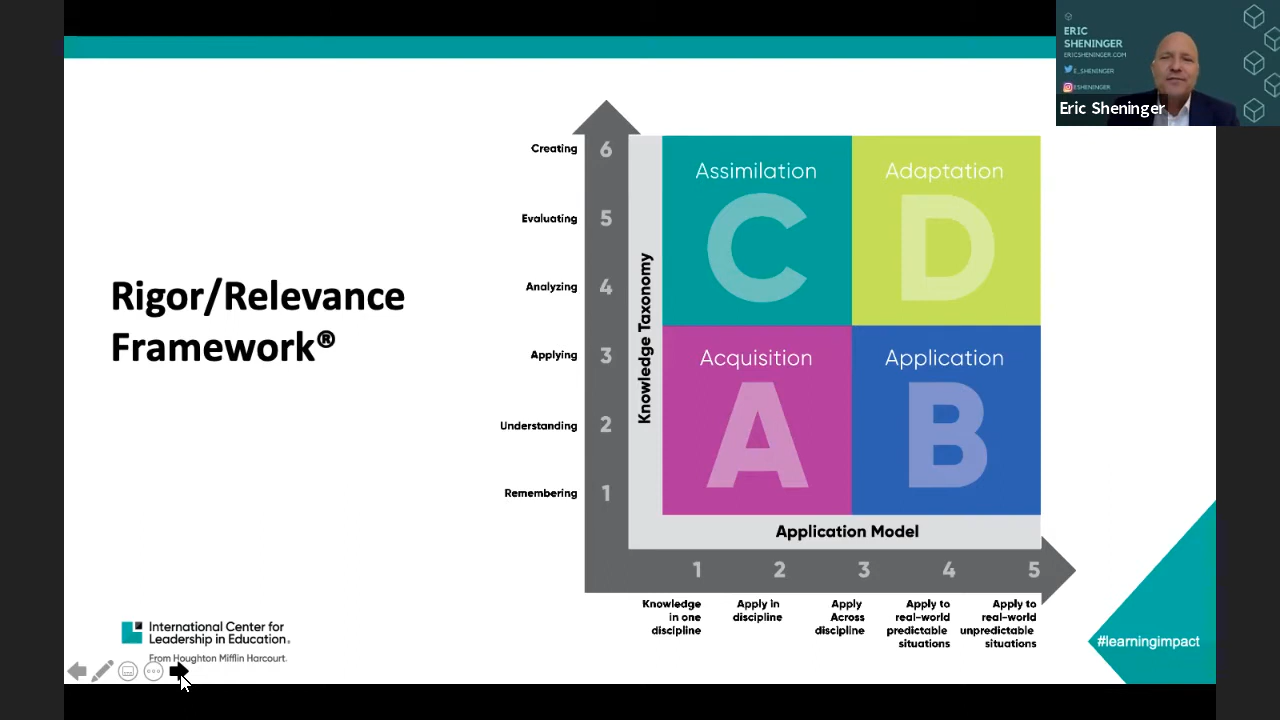 ERIC
SHENINGER
ERICSHENINGER.COM
E_SHENINGER
ESHENINGER
Eric Sheninger
Rigor/Relevance
Framework®
Creating
6
Evaluating
5
Analyzing
4
Applying
3
Understanding
2
Remembering
1
Knowledge Taxonomy
Assimilation
C
Adaptation
D
Acquisition
A
Application
B
Application Model
1
2
3
4
5
Knowledge
in one
discipline
Apply in
discipline
Apply
Across
discipline
Apply to
real-world
predictable
situations
Apply to
real-world
unpredictable
situations
International Center for
Leadership in Education®
From Houghton Mifflin Harcourt®
#learningimpact